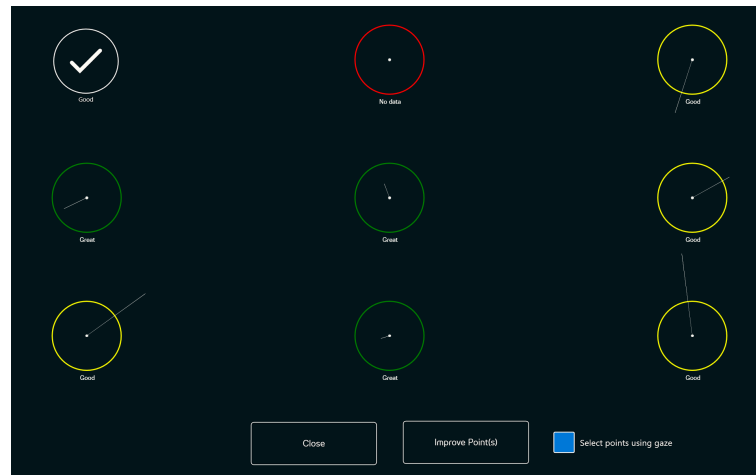 Good
No data
Good
Great
Great
Good
Good
Great
Good
Close
Improve Point(s)
Select points using gaze